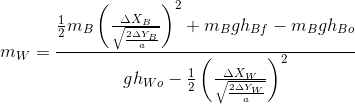 m_W = \frac{\frac{1}{2} m_B \left( \frac{\Delta X_B}{\sqrt{\frac{2 \Delta Y_B}{a}}} \right)^2 + m_B g h_{Bf} - m_B g h_{Bo}}{g h_{Wo} - \frac{1}{2} \left( \frac{\Delta X_W}{\sqrt{\frac{2 \Delta Y_W}{a}}} \right)^2}